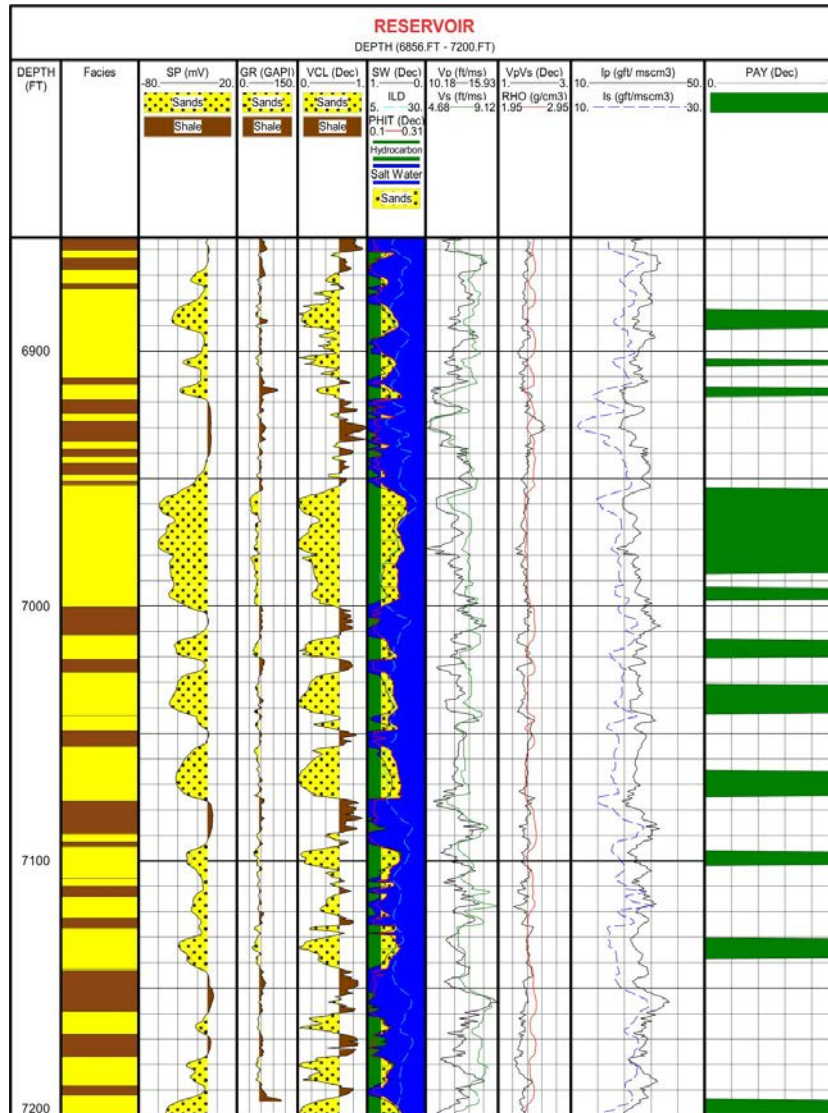 RESERVOIR
DEPTH (6856.FT - 7200.FT)
DEPTH (FT) Facies SP (mV) GR (GAPI) VCL (Dec) SW (Dec) Vp (ft/ms) VpVs (Dec) Ip (gft/ mscm3) PAY (Dec)
-80. 20. 0. 150. 0. 1. 1. 0. 10.18 15.93 1. 3. 10. 50. 0.
Sands Sands Sands ILD Vs (ft/ms) RHO (g/cm3) Is (gft/mscm3)
5. 30. 4.68 9.12 1.95 2.95 10. 30.
Shale Shale Shale PHIT (Dec)
0.1 0.31
Hydrocarbon
Salt Water
Sands
6900
7000
7100
7200